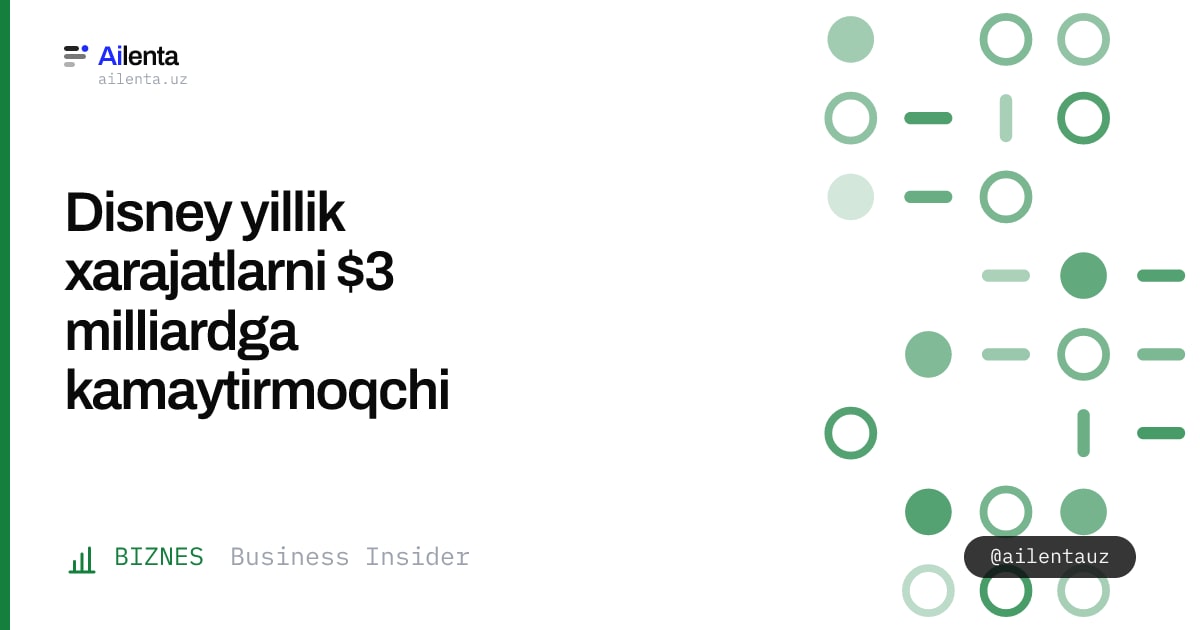 Ailenta
ailenta.uz
Disney yillik
xarajatlarni $3
milliardga
kamaytirmoqchi
BIZNES Business Insider
@ailentauz